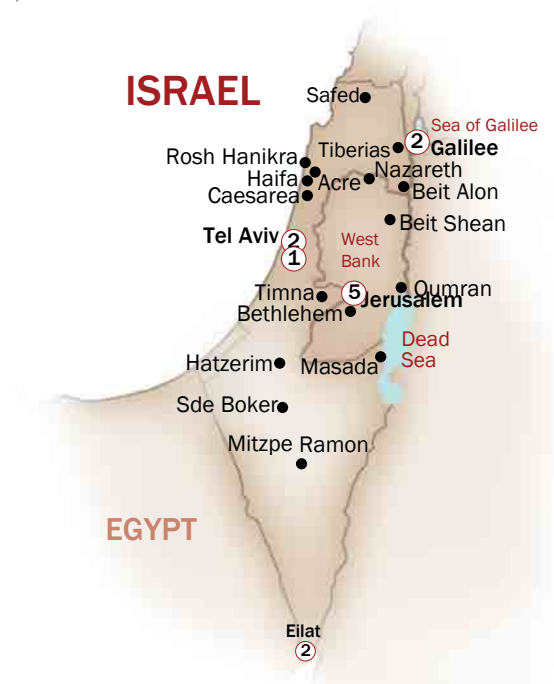 ISRAEL
Safed
Sea of Galilee
2
Galilee
Tiberias
Rosh Hanikra
Nazareth
Haifa
Acre
Beit Alon
Caesarea
Beit Shean
Tel Aviv
2
1
West
Bank
Timna
5
Qumran
Jerusalem
Bethlehem
Dead
Sea
Hatzerim
Masada
Sde Boker
Mitzpe Ramon
EGYPT
Eilat
2